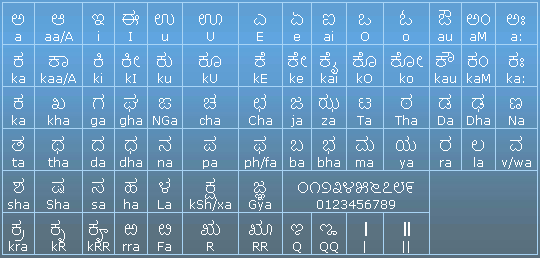 ಅ ಆ ಇ ಈ ಉ ಊ ಎ ಏ ಐ ಒ ಓ ಔ ಅಂ ಅಃ
a aa/A i I u U E e ai O o au aM a:
ಕ ಕಾ ಕಿ ಕೀ ಕು ಕೂ ಕೆ ಕೇ ಕೈ ಕೊ ಕೋ ಕೌ ಕಂ ಕಃ
ka kaa/A ki kI ku kU kE ke kai kO ko kau kaM ka:
ಕ ಖ ಗ ಘ ಙ ಚ ಛ ಜ ಝ ಟ ಠ ಡ ಢ ಣ
ka kha ga gha NGa cha Cha ja za Ta Tha Da Dha Na
ತ ಥ ದ ಧ ನ ಪ ಫ ಬ ಭ ಮ ಯ ರ ಲ ವ
ta tha da dha na pa ph/fa ba bha ma ya ra la v/wa
ಶ ಷ ಸ ಹ ಳ ಕ್ಷ ಜ್ಞ ೦೧೨೩೪೫೬೭೮೯
sha Sha sa ha La kSh/xa Gya 0123456789
ಕ್ರ ಕೃ ಕೄ ಱ ೞ ಋ ೠ ಌ ೡ । ॥
kra kR kRR rra Fa R RR Q QQ | ||